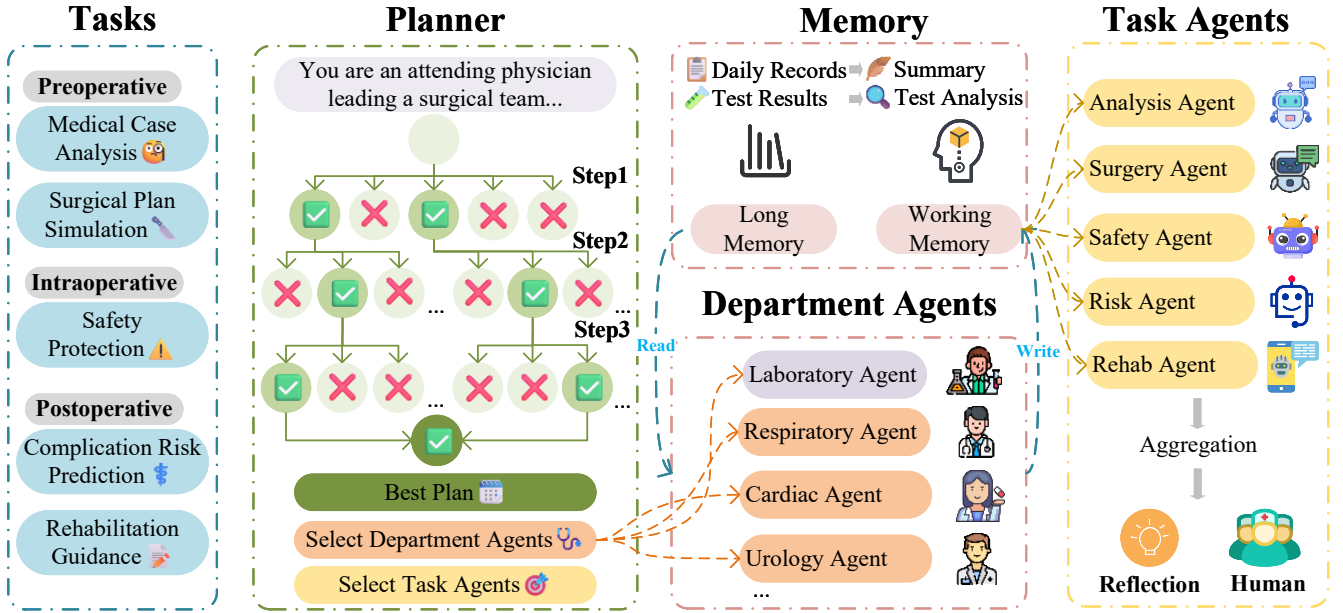 Tasks
Preoperative
Medical Case
Analysis
Surgical Plan
Simulation
Intraoperative
Safety
Protection
Postoperative
Complication Risk
Prediction
Rehabilitation
Guidance
Planner
You are an attending physician
leading a surgical team...
Step1
Step2
...
...
Step3
...
...
Best Plan
Select Department Agents
Select Task Agents
Memory
Daily Records
Summary
Test Results
Test Analysis
Long
Memory
Working
Memory
Read
Write
Department Agents
Laboratory Agent
Respiratory Agent
Cardiac Agent
Urology Agent
...
Task Agents
Analysis Agent
Surgery Agent
Safety Agent
Risk Agent
Rehab Agent
Aggregation
Reflection
Human